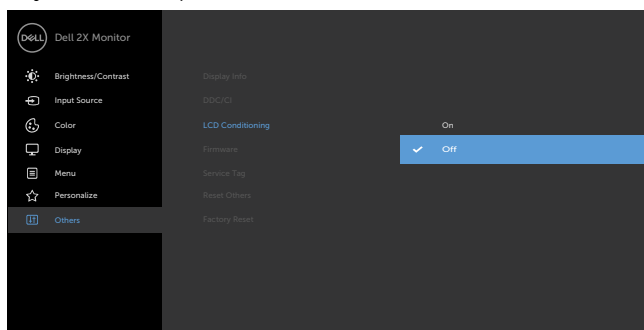 DELL
Dell 2X Monitor
Brightness/Contrast
Input Source
Color
Display
Menu
Personalize
Others
Display Info
DDC/CI
LCD Conditioning
Firmware
Service Tag
Reset Others
Factory Reset
On
Off